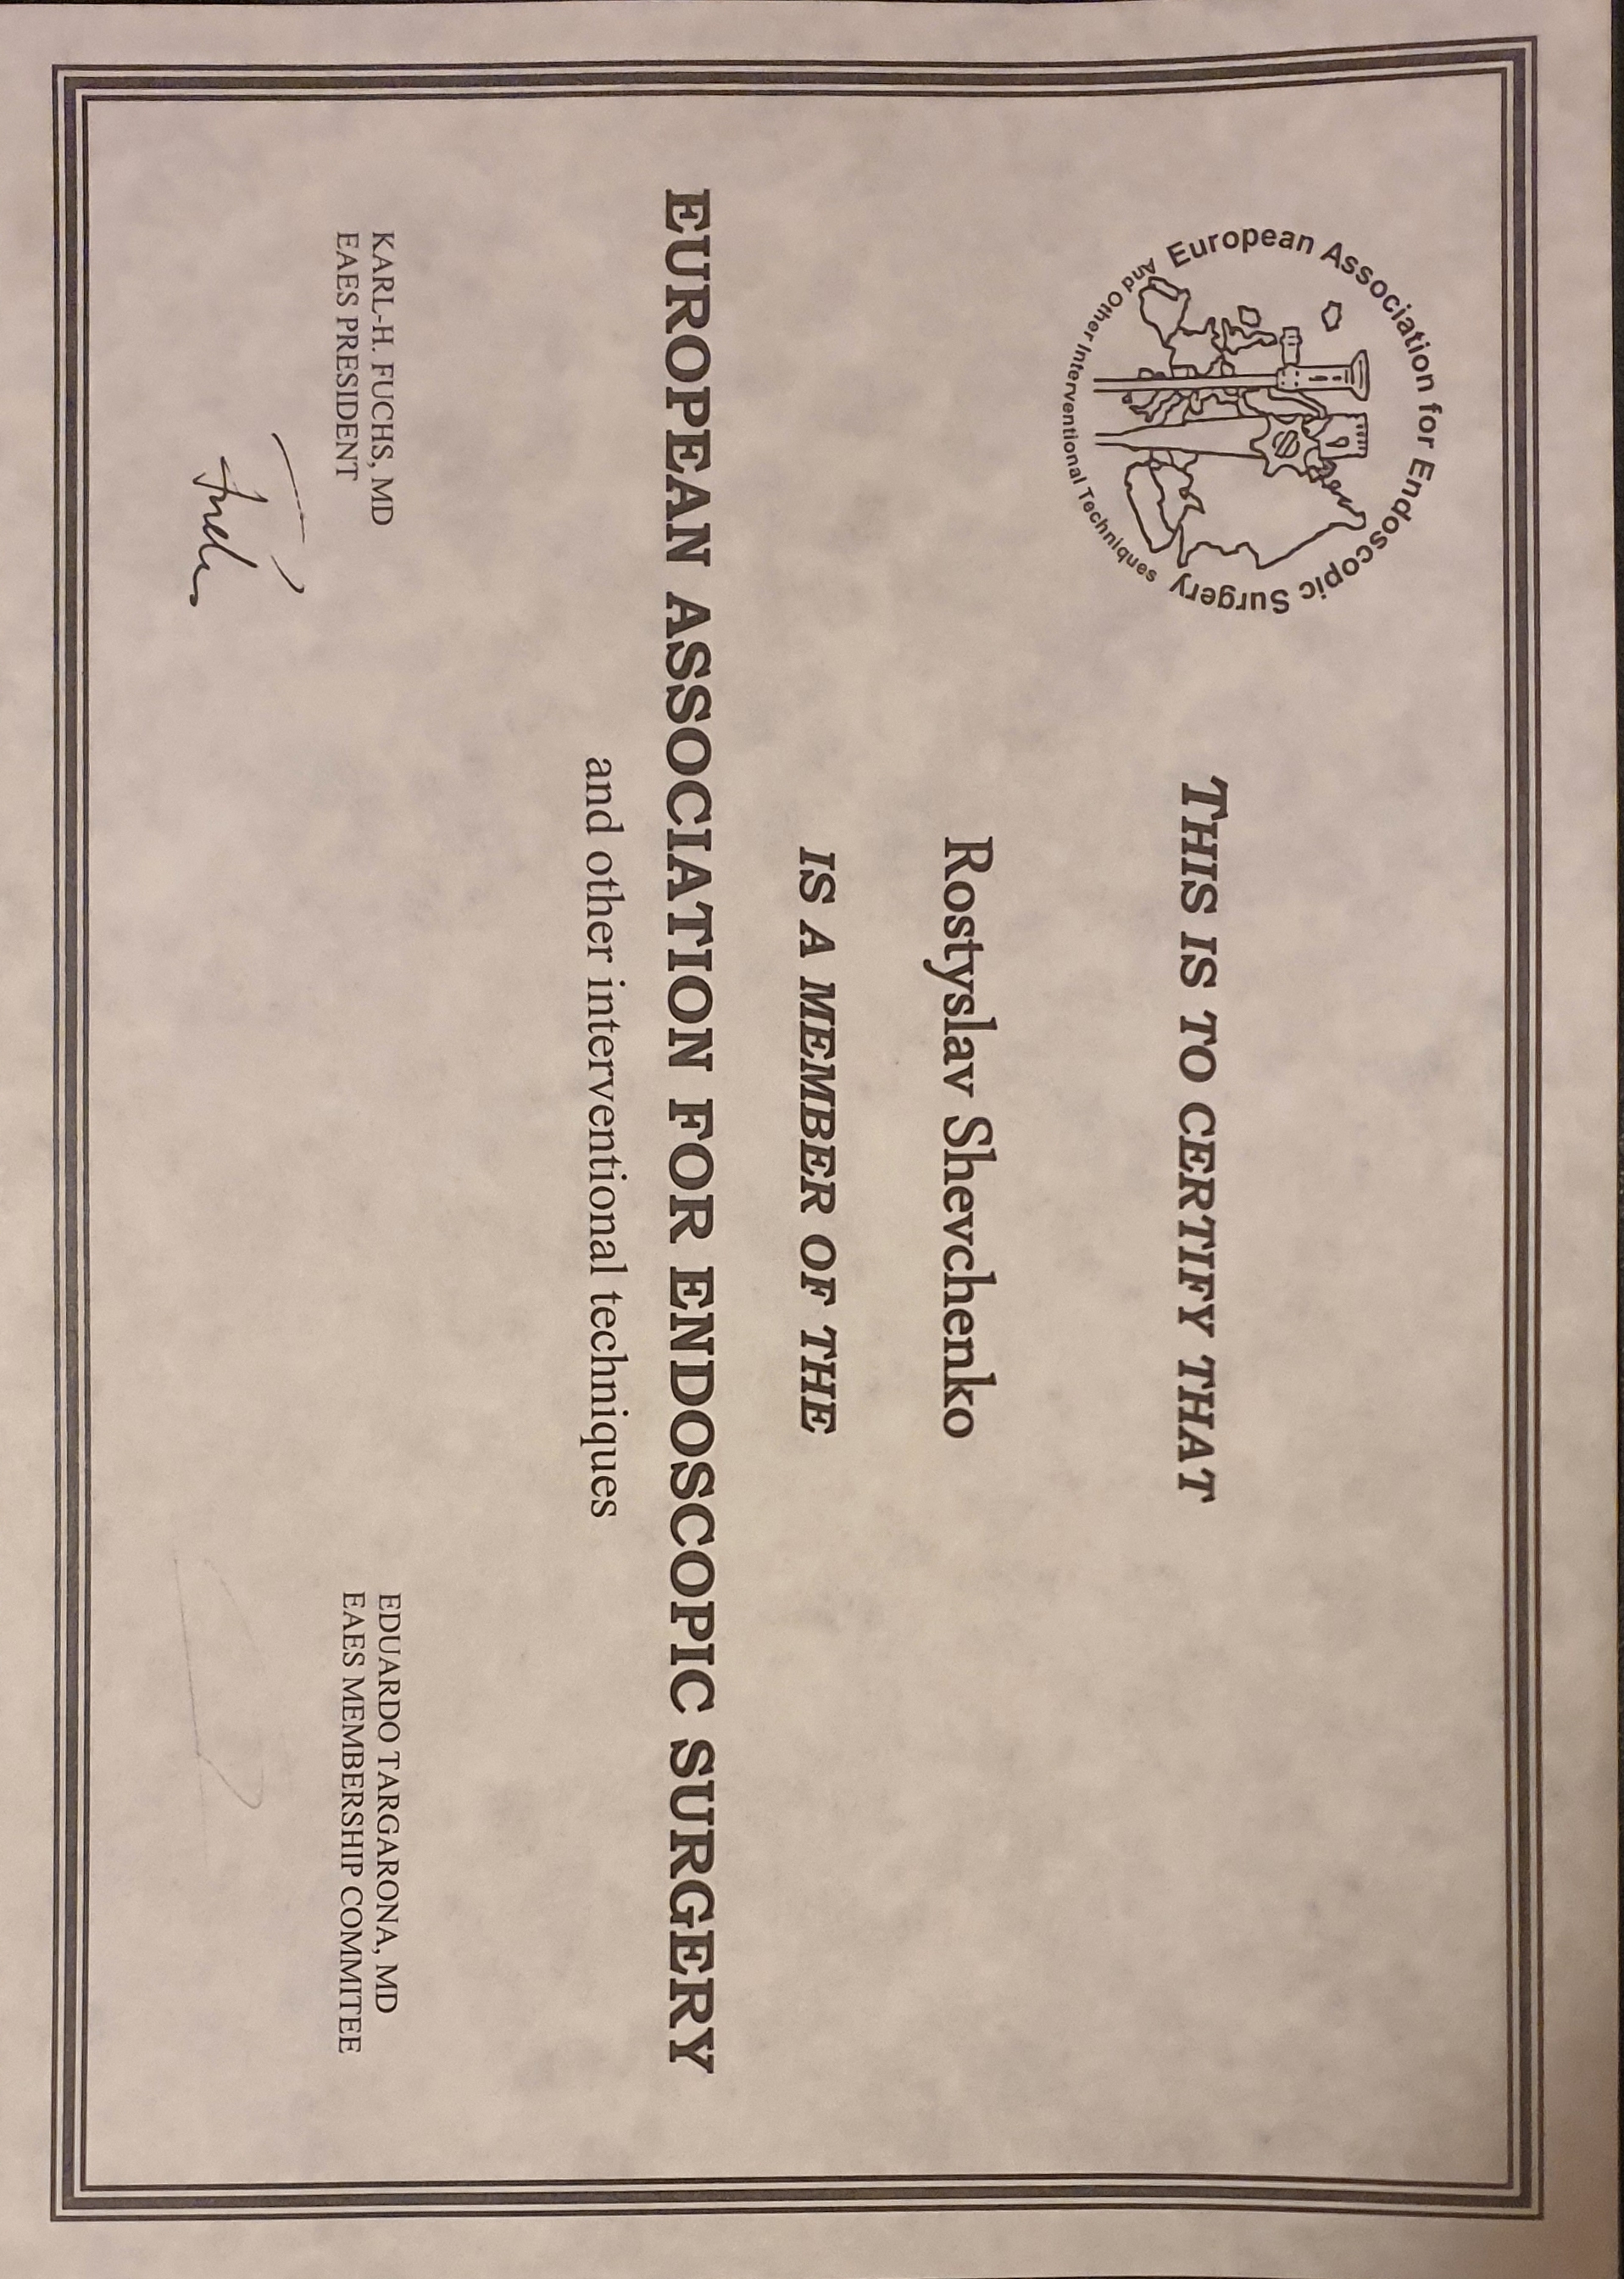 European Association for Endoscopic Surgery
And Other Interventional Techniques
THIS IS TO CERTIFY THAT
Rostyslav Shevchenko
IS A MEMBER OF THE
EUROPEAN ASSOCIATION FOR ENDOSCOPIC SURGERY
and other interventional techniques
KARL-H. FUCHS, MD
EAES PRESIDENT
EDUARDO TARGARONA, MD
EAES MEMBERSHIP COMMITEE